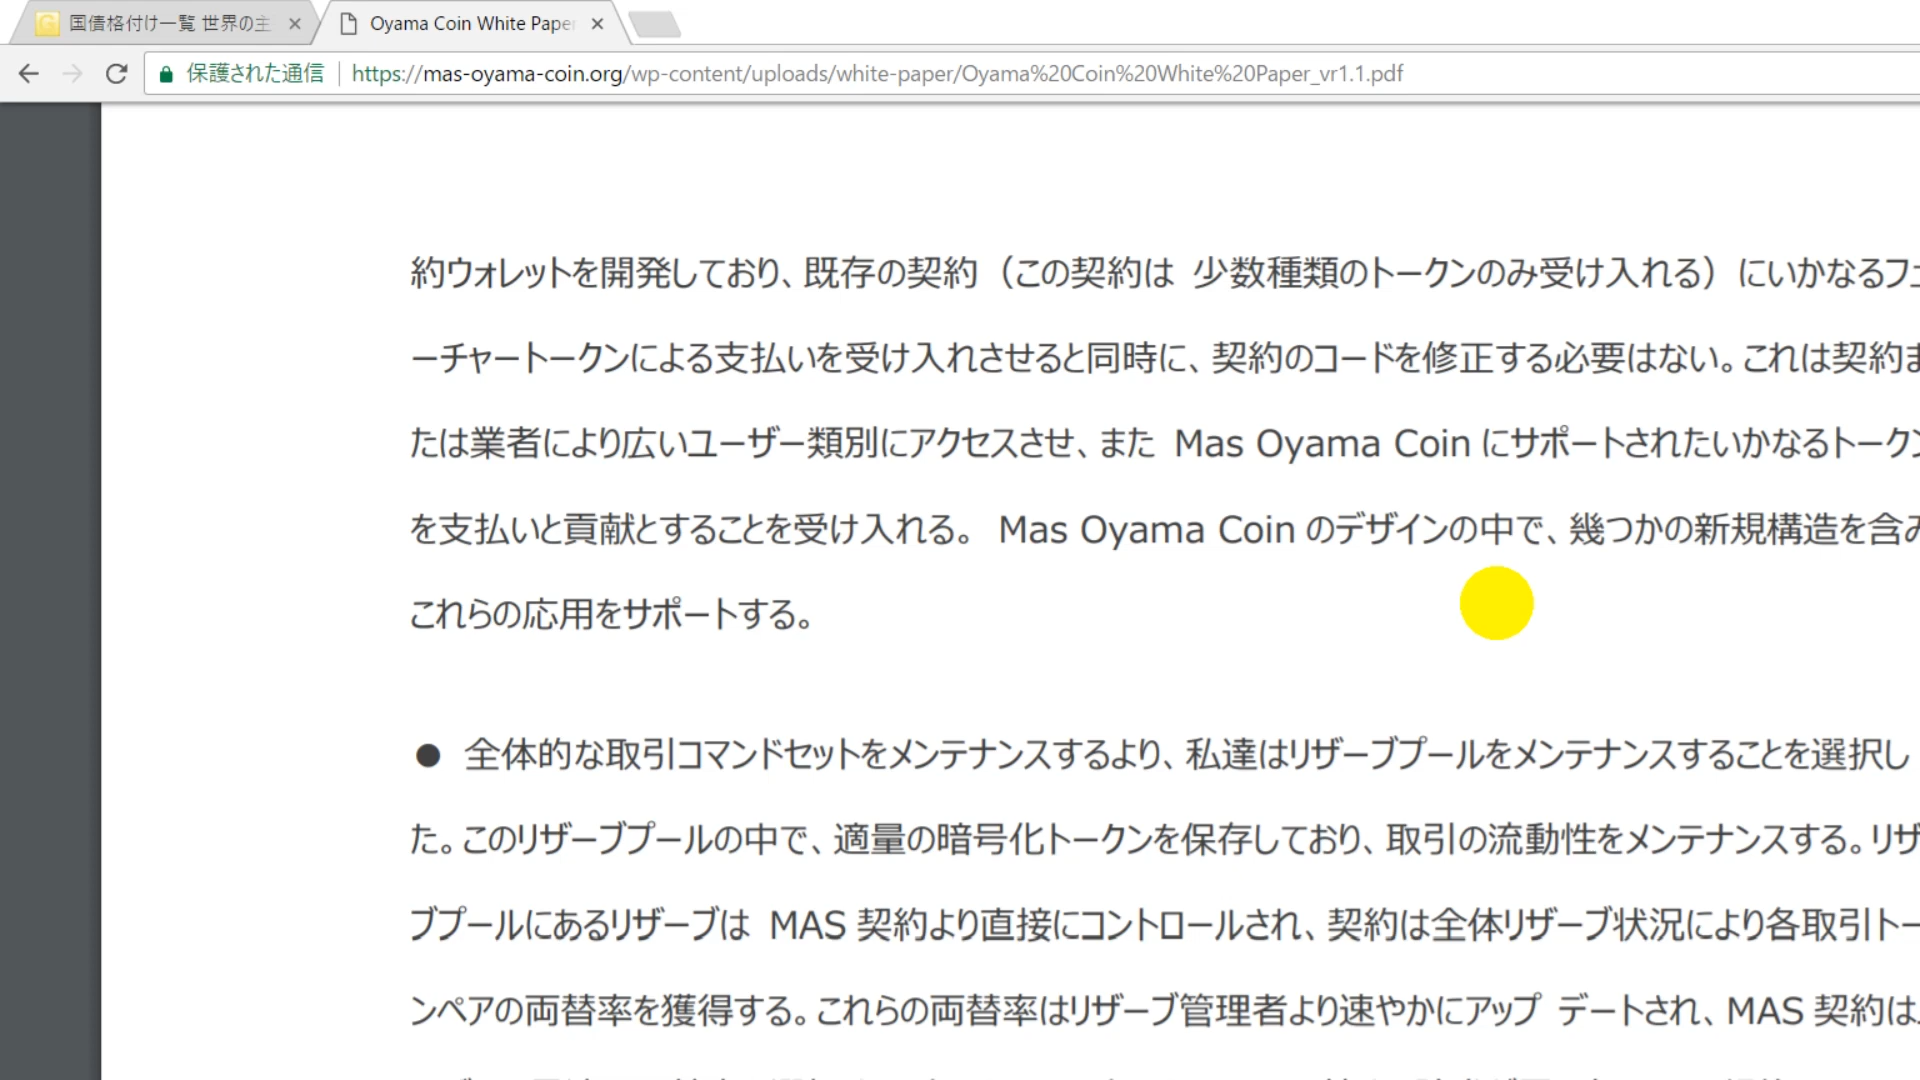 国債格付け一覧 世界の主
Oyama Coin White Paper
保護された通信 https://mas-oyama-coin.org/wp-content/uploads/white-paper/Oyama%20Coin%20White%20Paper_vr1.1.pdf
約ウォレットを開発しており、既存の契約（この契約は 少数種類のトークンのみ受け入れる）にいかなるフュ
ーチャートークンによる支払いを受け入れさせると同時に、契約のコードを修正する必要はない。これは契約ま
たは業者により広いユーザー類別にアクセスさせ、また Mas Oyama Coin にサポートされたいかなるトークン
を支払いと貢献とすることを受け入れる。 Mas Oyama Coin のデザインの中で、幾つかの新規構造を含み
これらの応用をサポートする。
● 全体的な取引コマンドセットをメンテナンスするより、私達はリザーブプールをメンテナンスすることを選択し
た。このリザーブプールの中で、適量の暗号化トークンを保存しており、取引の流動性をメンテナンスする。リザ
ブプールにあるリザーブは MAS 契約より直接にコントロールされ、契約は全体リザーブ状況により各取引トー
ンペアの両替率を獲得する。これらの両替率はリザーブ管理者より速やかにアップ デートされ、MAS 契約は